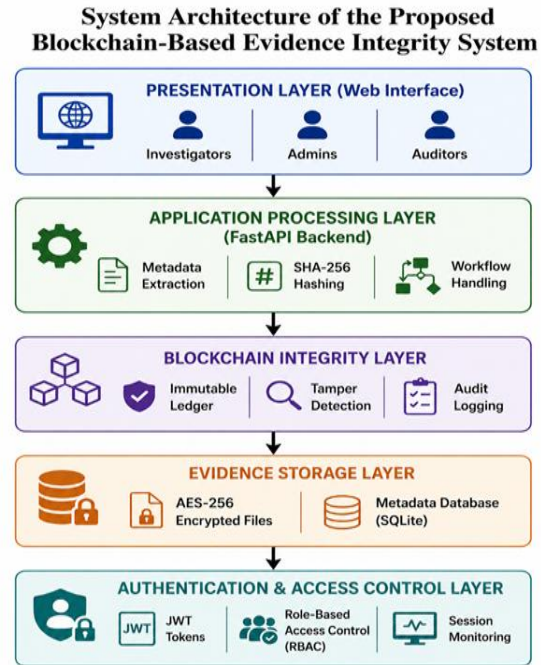 System Architecture of the Proposed
Blockchain-Based Evidence Integrity System
PRESENTATION LAYER (Web Interface)
Investigators
Admins
Auditors
APPLICATION PROCESSING LAYER
(FastAPI Backend)
Metadata
Extraction
#
SHA-256
Hashing
Workflow
Handling
BLOCKCHAIN INTEGRITY LAYER
Immutable
Ledger
Tamper
Detection
Audit
Logging
EVIDENCE STORAGE LAYER
AES-256
Encrypted Files
Metadata Database
(SQLite)
AUTHENTICATION & ACCESS CONTROL LAYER
JWT
JWT
Tokens
Role-Based
Access Control
(RBAC)
Session
Monitoring